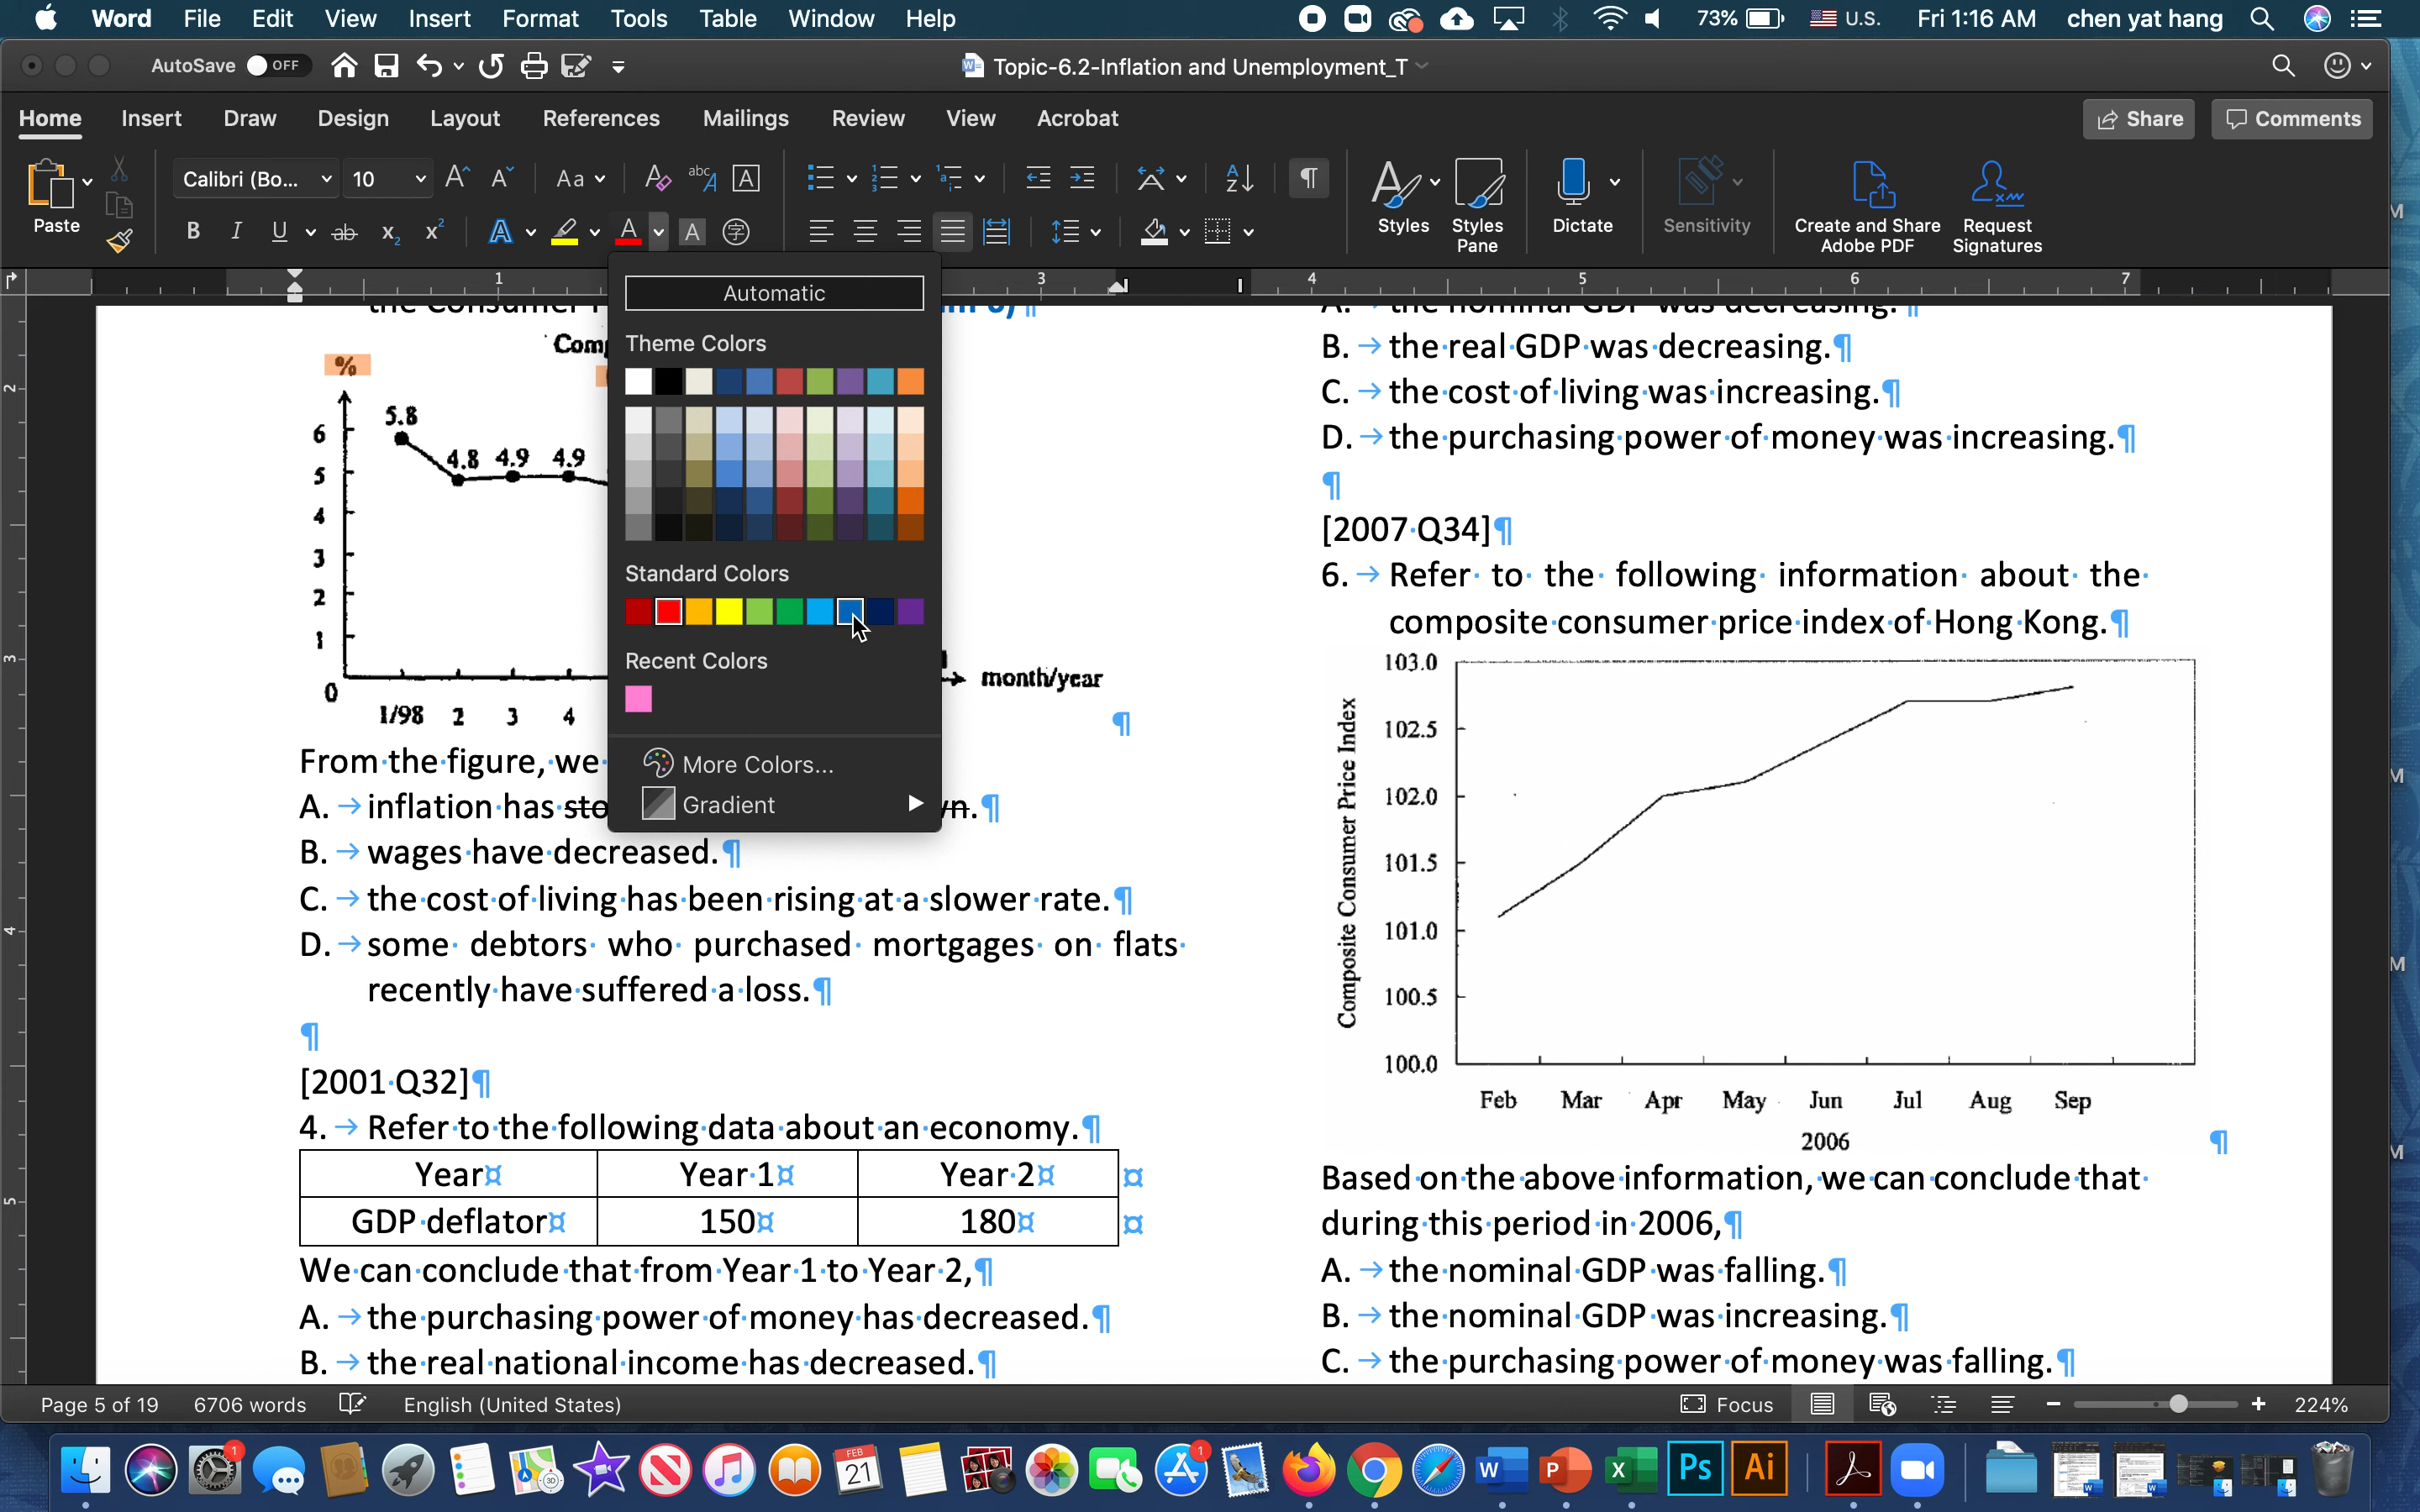 Word File Edit View Insert Format Tools Table Window Help 73% U.S. Fri 1:16 AM chen yat hang
AutoSave OFF Topic-6.2-Inflation and Unemployment_T
Home Insert Draw Design Layout References Mailings Review View Acrobat Share Comments
Paste
Calibri (Bo... 10
Styles
Styles Pane
Dictate
Sensitivity
Create and Share Adobe PDF
Request Signatures
1 3 4 5 6 7
Automatic
Theme Colors
Standard Colors
Recent Colors
More Colors...
Gradient
%
5.8
4.8 4.9 4.9
6
5
4
3
2
1
0
1/98 2 3 4
month/year
From the figure, we
A. inflation has
B. wages have decreased.
C. the cost of living has been rising at a slower rate.
D. some debtors who purchased mortgages on flats
recently have suffered a loss.
[2001 Q32]
4. Refer to the following data about an economy.
Year Year 1 Year 2
GDP deflator 150 180
We can conclude that from Year 1 to Year 2,
A. the purchasing power of money has decreased.
B. the real national income has decreased.
A. the nominal GDP was decreasing.
B. the real GDP was decreasing.
C. the cost of living was increasing.
D. the purchasing power of money was increasing.
[2007 Q34]
6. Refer to the following information about the
composite consumer price index of Hong Kong.
Composite Consumer Price Index
103.0
102.5
102.0
101.5
101.0
100.5
100.0
Feb Mar Apr May Jun Jul Aug Sep
2006
Based on the above information, we can conclude that
during this period in 2006,
A. the nominal GDP was falling.
B. the nominal GDP was increasing.
C. the purchasing power of money was falling.
Page 5 of 19 6706 words English (United States) Focus 224%